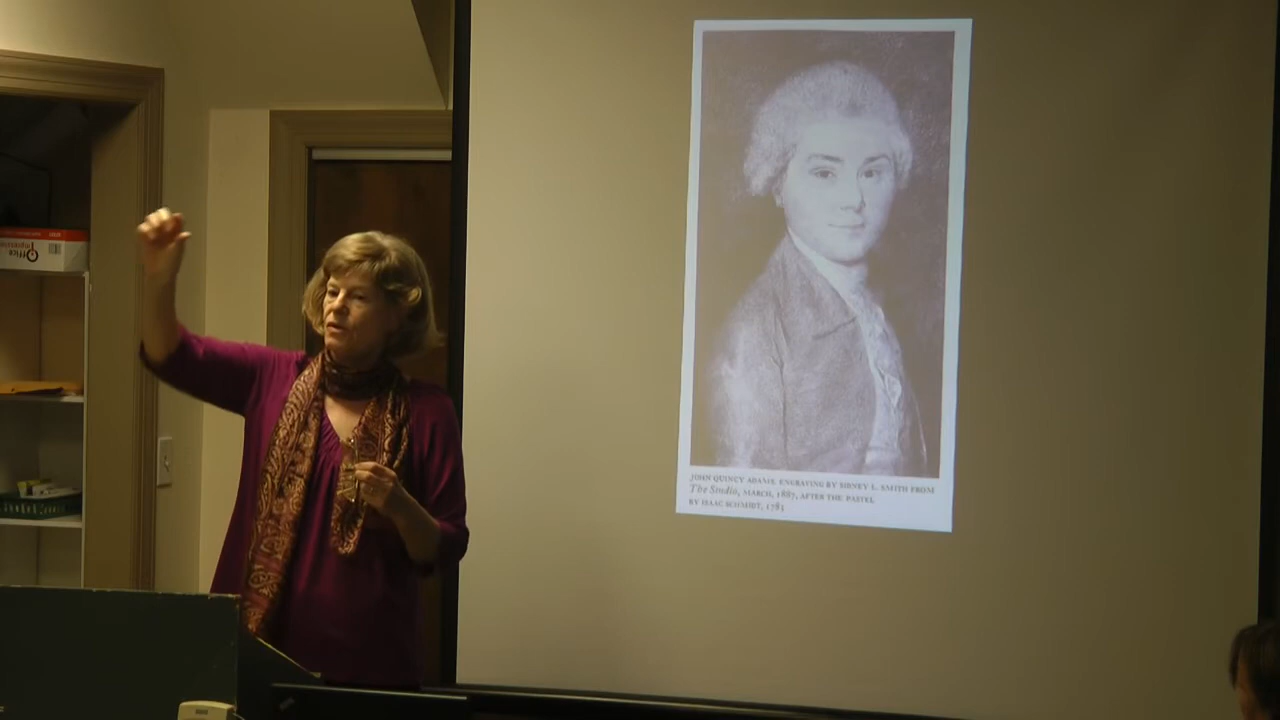 Office
JOHN QUINCY ADAMS, ENGRAVING BY SIDNEY L. SMITH FROM
The Studio, MARCH, 1887, AFTER THE PASTEL
BY ISAAC SCHMIDT, 1783